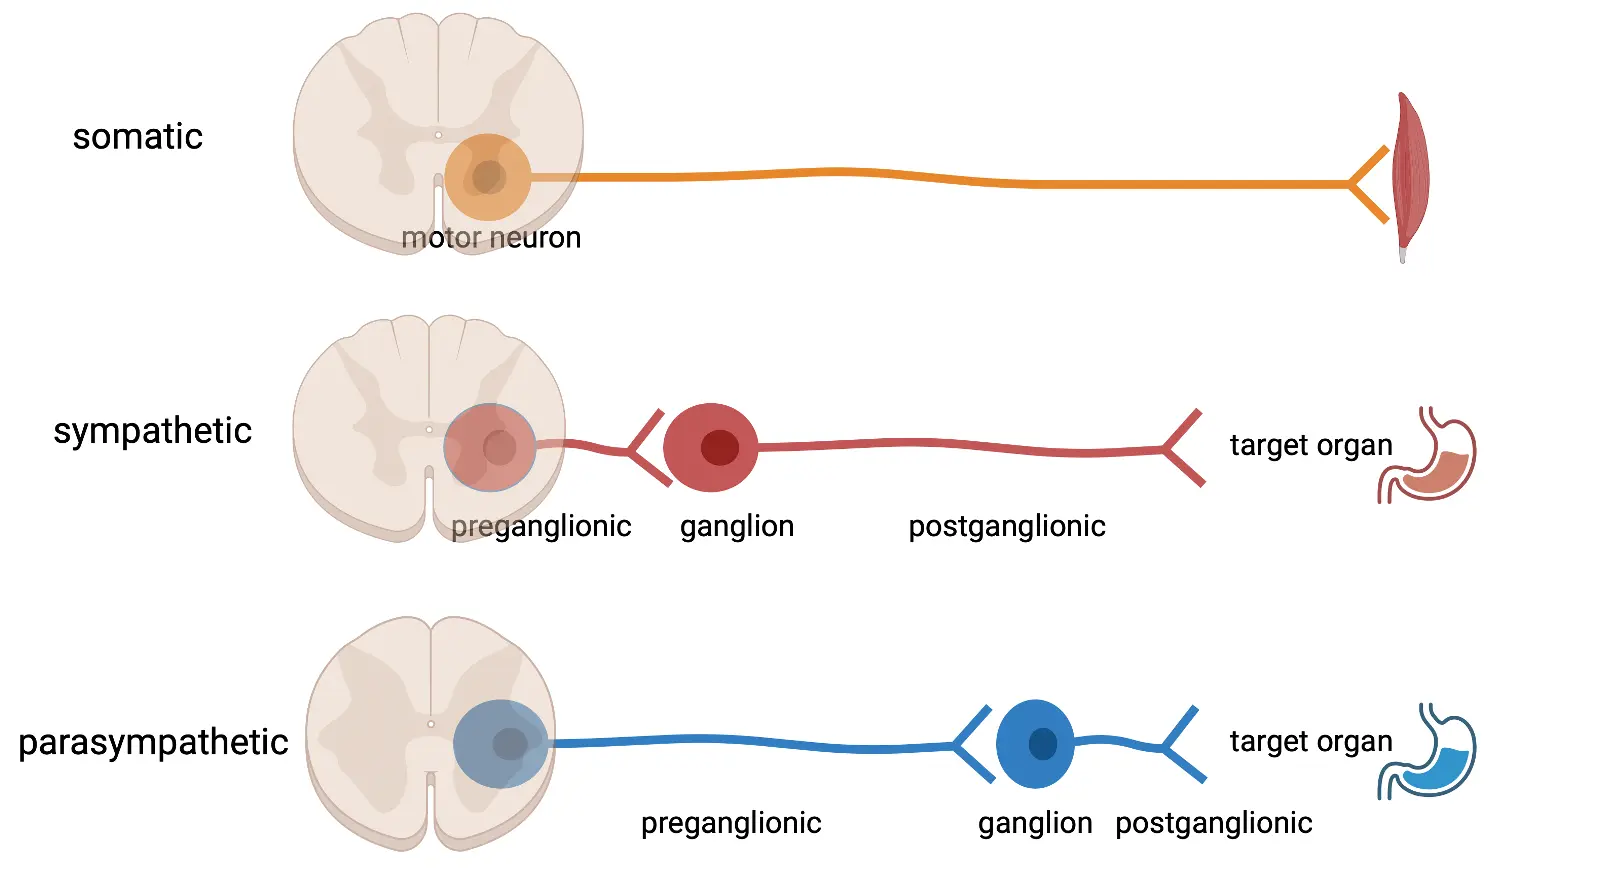 somatic
motor neuron
sympathetic
target organ
preganglionic
ganglion
postganglionic
parasympathetic
target organ
preganglionic
ganglion
postganglionic